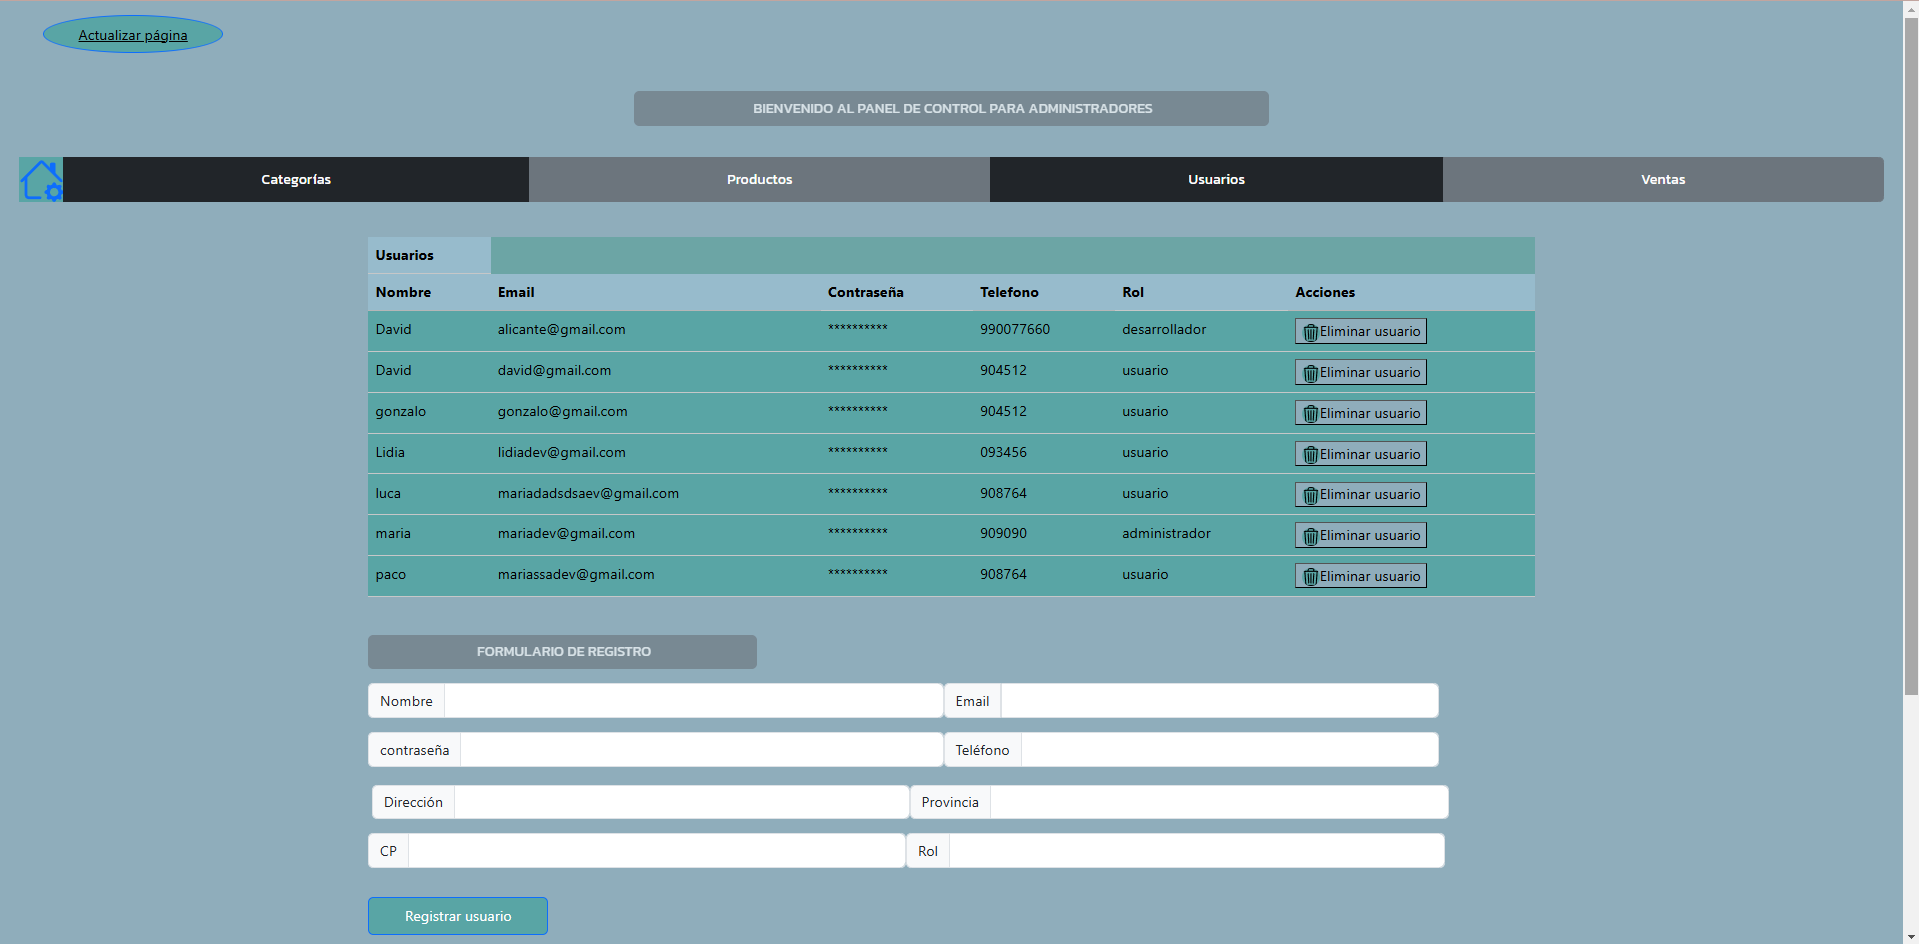 Actualizar página
BIENVENIDO AL PANEL DE CONTROL PARA ADMINISTRADORES
Categorías Productos Usuarios Ventas
Usuarios
Nombre Email Contraseña Telefono Rol Acciones
David alicante@gmail.com ********** 990077660 desarrollador Eliminar usuario
David david@gmail.com ********** 904512 usuario Eliminar usuario
gonzalo gonzalo@gmail.com ********** 904512 usuario Eliminar usuario
Lidia lidiadev@gmail.com ********** 093456 usuario Eliminar usuario
luca mariadadsdsaev@gmail.com ********** 908764 usuario Eliminar usuario
maria mariadev@gmail.com ********** 909090 administrador Eliminar usuario
paco mariassadev@gmail.com ********** 908764 usuario Eliminar usuario
FORMULARIO DE REGISTRO
Nombre Email
contraseña Teléfono
Dirección Provincia
CP Rol
Registrar usuario